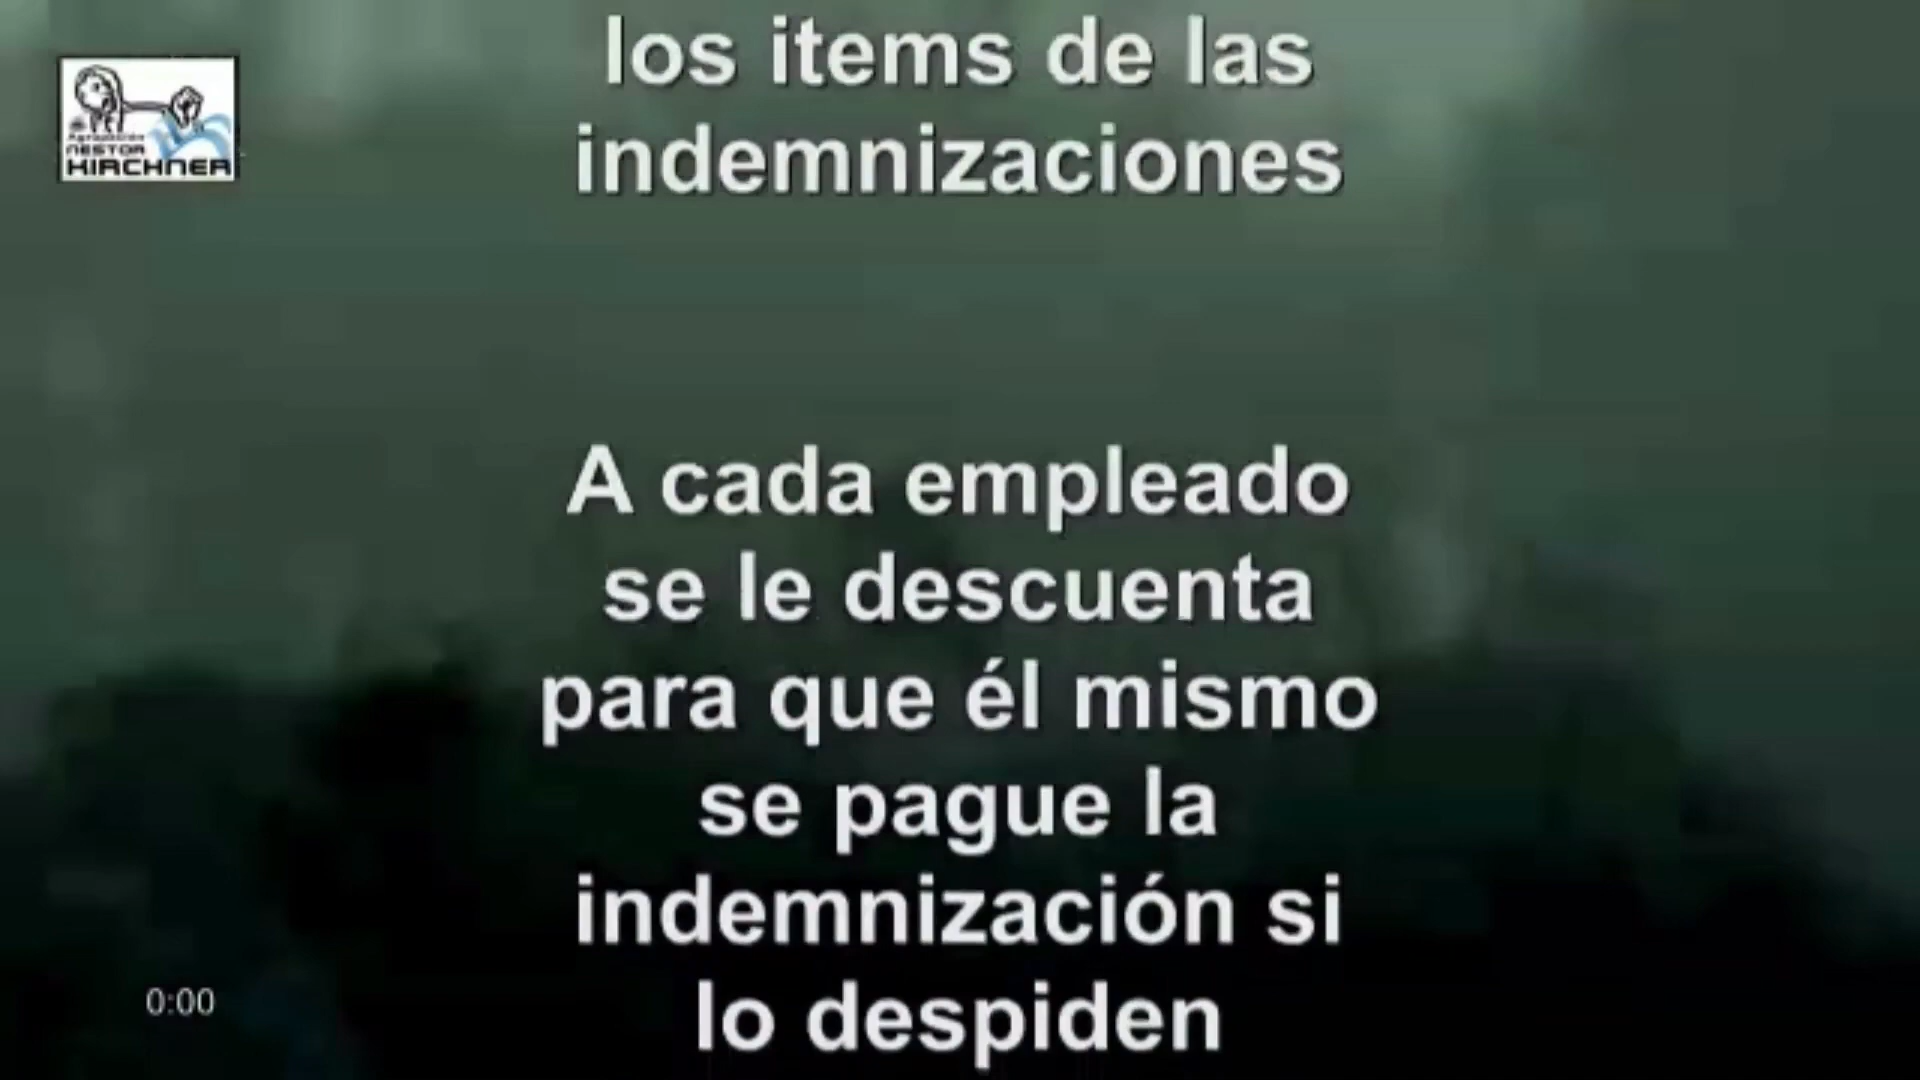 los items de las
indemnizaciones
Agrupación
NESTOR
KIRCHNER
A cada empleado
se le descuenta
para que él mismo
se pague la
indemnización si
lo despiden
0:00